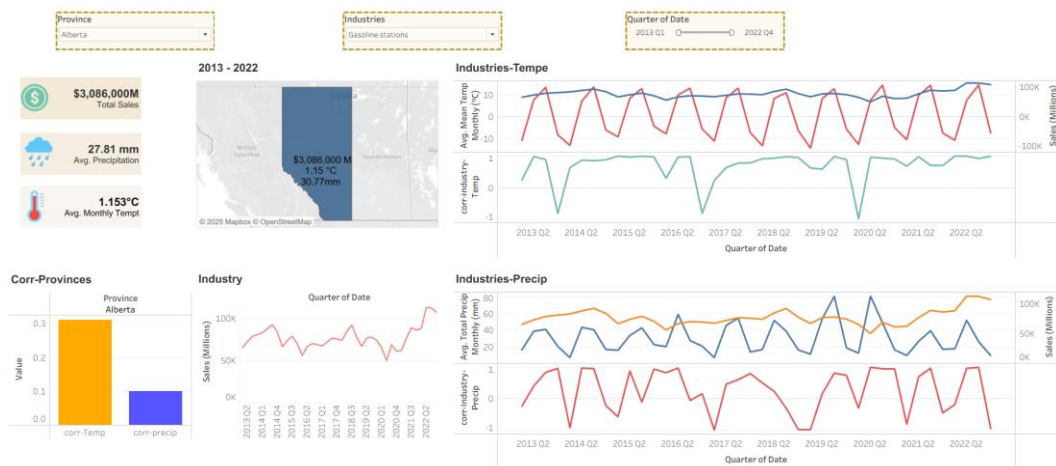 Province
Alberta
Industries
Gasoline stations
Quarter of Date
2013 Q1
2022 Q4
$3,086,000M
Total Sales
27.81 mm
Avg. Precipitation
1.153°C
Avg. Monthly Tempt
2013 - 2022
British
Columbia
$3,086,000 M
1.15 °C
30.77mm
© 2025 Mapbox © OpenStreetMap
Industries-Tempe
Avg. Mean Temp
Monthly (°C)
10
0
-10
100K
0K
-100K
Sales (Millions)
corr-industry-
Temp
1
0
-1
2013 Q2
2014 Q2
2015 Q2
2016 Q2
2017 Q2
2018 Q2
2019 Q2
2020 Q2
2021 Q2
2022 Q2
Quarter of Date
Corr-Provinces
Province
Alberta
Value
0.3
0.2
0.1
0.0
corr-Temp
corr-precip
Industry
Quarter of Date
Sales (Millions)
100K
50K
0K
2013 Q2
2014 Q1
2014 Q4
2015 Q3
2016 Q2
2017 Q1
2017 Q4
2018 Q3
2019 Q2
2020 Q1
2020 Q4
2021 Q3
2022 Q2
Industries-Precip
Avg. Total Precip
(mm)
80
60
40
20
100K
50K
0K
Sales (Millions)
corr-Industry-
Precip
1
0
-1
2013 Q2
2014 Q2
2015 Q2
2016 Q2
2017 Q2
2018 Q2
2019 Q2
2020 Q2
2021 Q2
2022 Q2
Quarter of Date